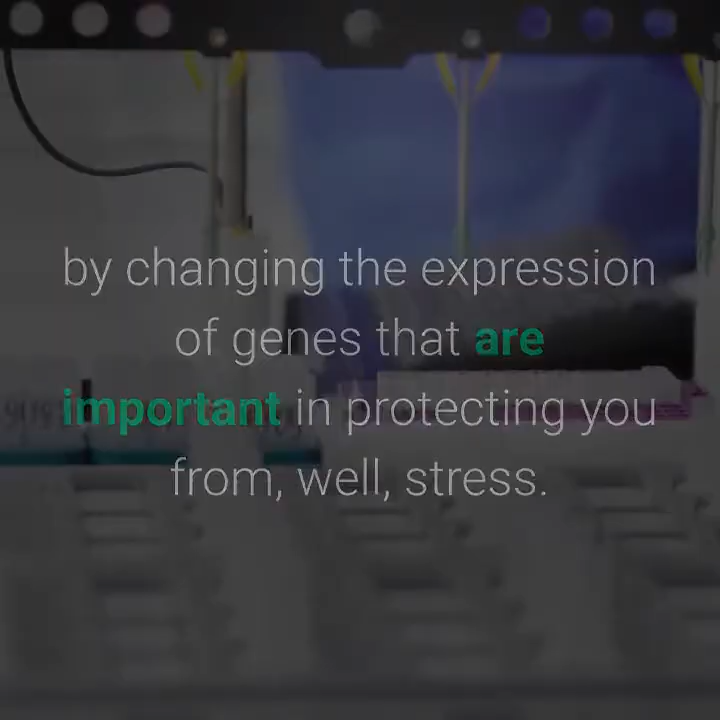 by changing the expression
of genes that are
important in protecting you
from, well, stress.